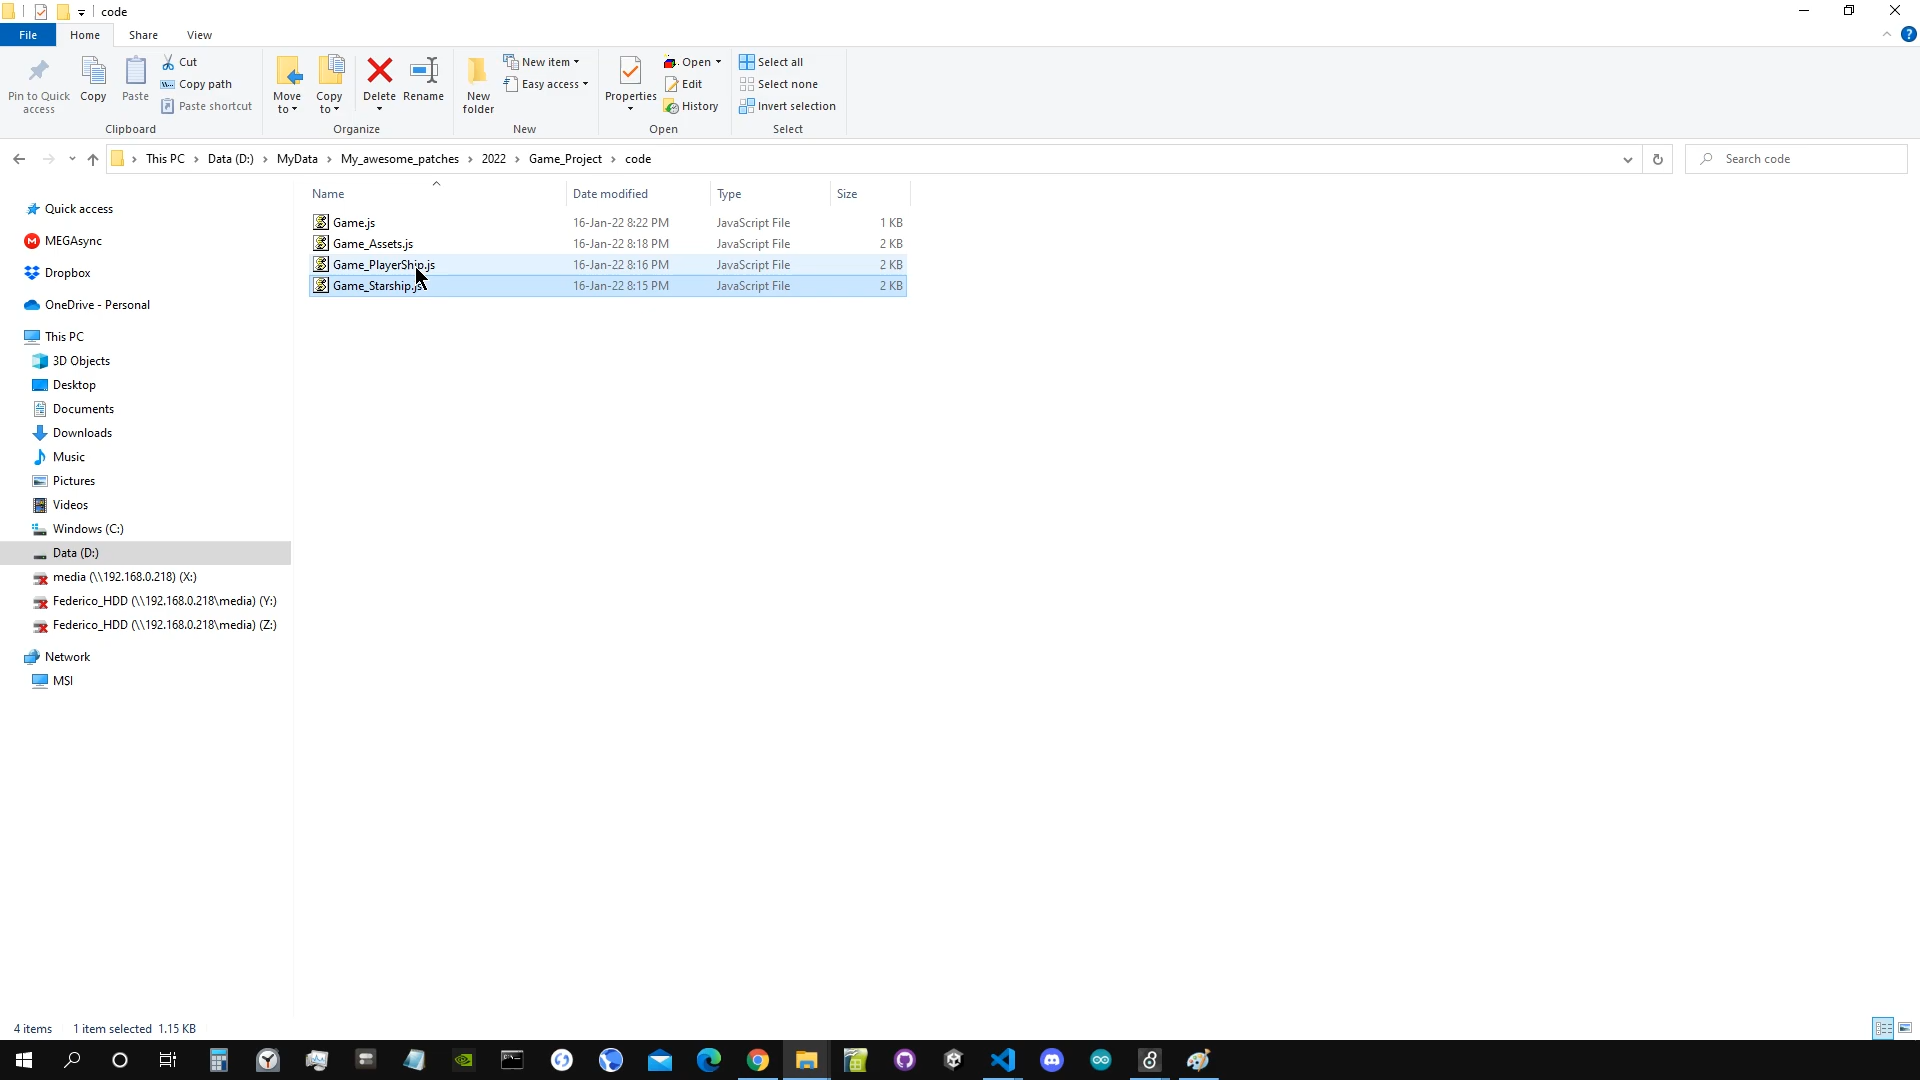 code
File Home Share View
Pin to Quick access
Copy
Paste
Cut
Copy path
Paste shortcut
Clipboard
Move to
Copy to
Delete
Rename
Organize
New folder
New item
Easy access
New
Properties
Open
Edit
History
Open
Select all
Select none
Invert selection
Select
This PC › Data (D:) › MyData › My_awesome_patches › 2022 › Game_Project › code
Search code
Name Date modified Type Size
Game.js 16-Jan-22 8:22 PM JavaScript File 1 KB
Game_Assets.js 16-Jan-22 8:18 PM JavaScript File 2 KB
Game_PlayerShip.js 16-Jan-22 8:16 PM JavaScript File 2 KB
Game_Starship.js 16-Jan-22 8:15 PM JavaScript File 2 KB
Quick access
MEGAsync
Dropbox
OneDrive - Personal
This PC
3D Objects
Desktop
Documents
Downloads
Music
Pictures
Videos
Windows (C:)
Data (D:)
media (\\192.168.0.218) (X:)
Federico_HDD (\\192.168.0.218\media) (Y:)
Federico_HDD (\\192.168.0.218\media) (Z:)
Network
MSI
4 items 1 item selected 1.15 KB